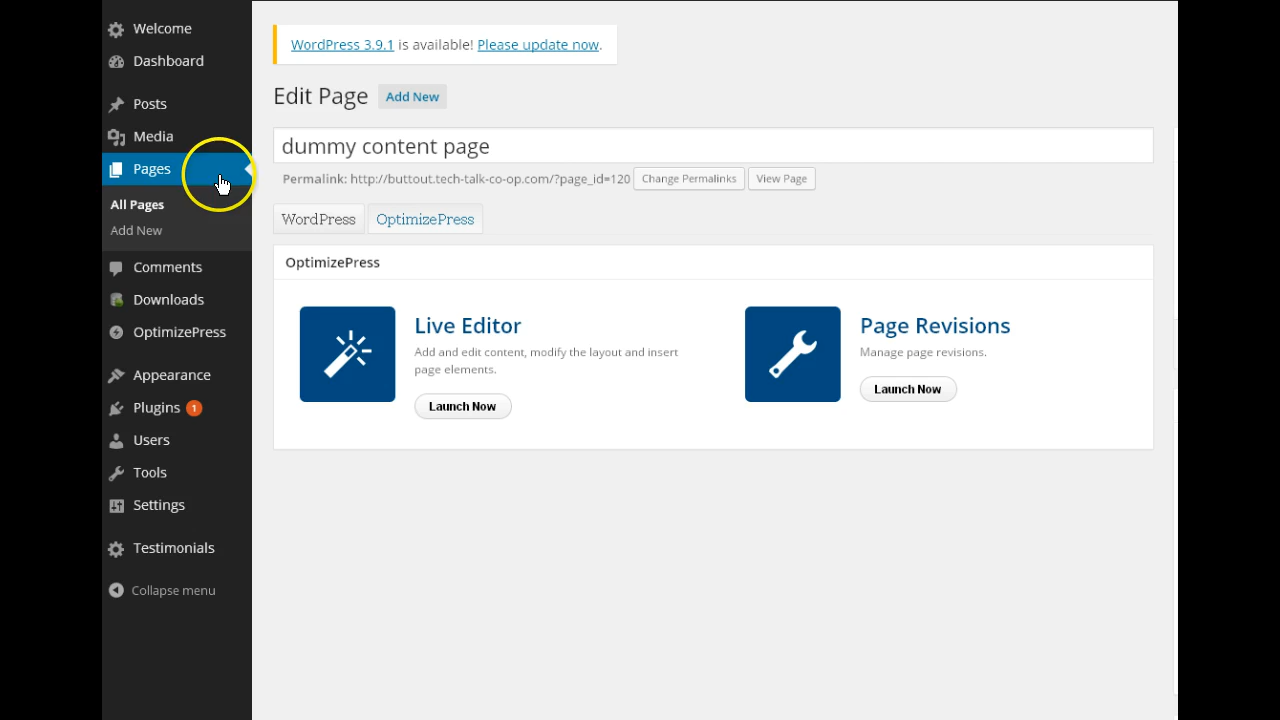 Welcome
Dashboard
Posts
Media
Pages
All Pages
Add New
Comments
Downloads
OptimizePress
Appearance
Plugins 1
Users
Tools
Settings
Testimonials
Collapse menu
WordPress 3.9.1 is available! Please update now.
Edit Page Add New
dummy content page
Permalink: http://buttout.tech-talk-co-op.com/?page_id=120 Change Permalinks View Page
WordPress OptimizePress
OptimizePress
Live Editor
Add and edit content, modify the layout and insert
page elements.
Launch Now
Page Revisions
Manage page revisions.
Launch Now